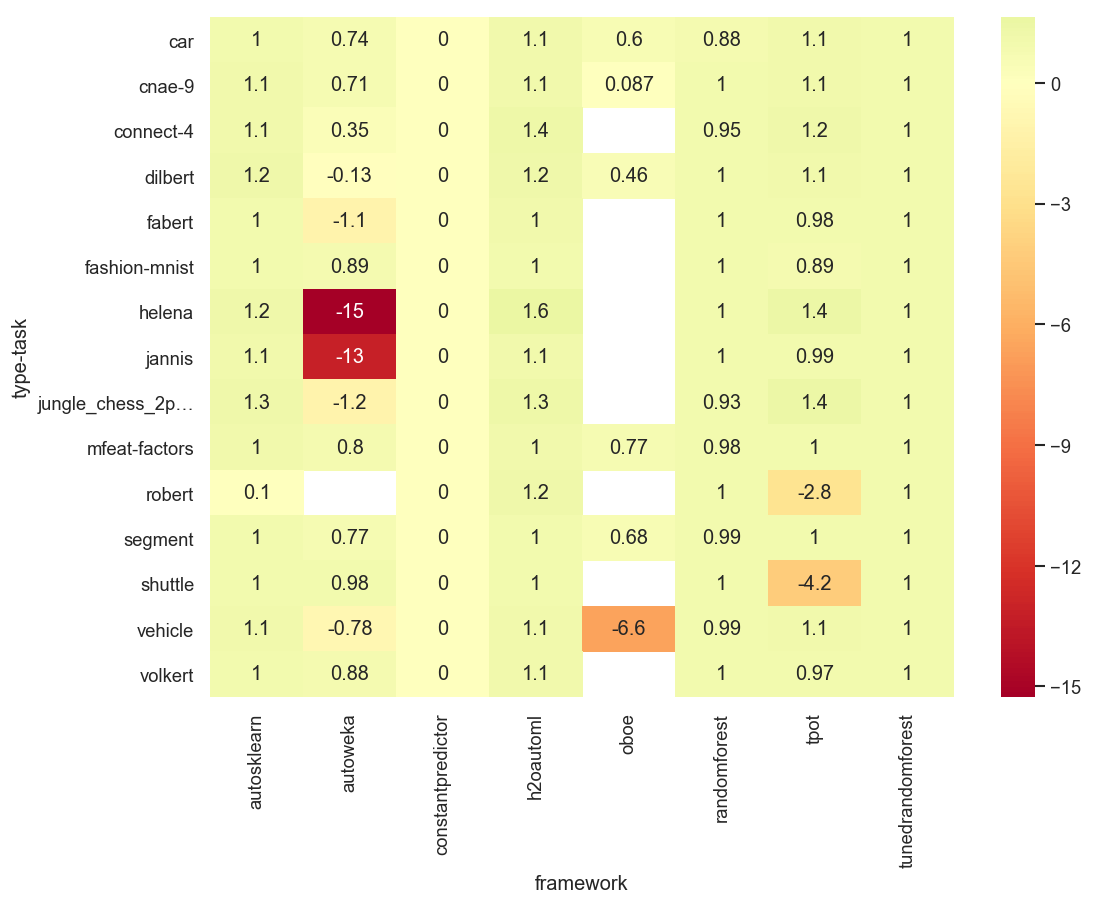 car 1 0.74 0 1.1 0.6 0.88 1.1 1
cnae-9 1.1 0.71 0 1.1 0.087 1 1.1 1
connect-4 1.1 0.35 0 1.4 0.95 1.2 1
dilbert 1.2 -0.13 0 1.2 0.46 1 1.1 1
fabert 1 -1.1 0 1 1 0.98 1
fashion-mnist 1 0.89 0 1 1 0.89 1
helena 1.2 -15 0 1.6 1 1.4 1
jannis 1.1 -13 0 1.1 1 0.99 1
jungle_chess_2p… 1.3 -1.2 0 1.3 0.93 1.4 1
mfeat-factors 1 0.8 0 1 0.77 0.98 1 1
robert 0.1 0 1.2 1 -2.8 1
segment 1 0.77 0 1 0.68 0.99 1 1
shuttle 1 0.98 0 1 1 -4.2 1
vehicle 1.1 -0.78 0 1.1 -6.6 0.99 1.1 1
volkert 1 0.88 0 1.1 1 0.97 1
type-task
autosklearn
autoweka
constantpredictor
h2oautoml
oboe
randomforest
tpot
tunedrandomforest
framework
0
−3
−6
−9
−12
−15